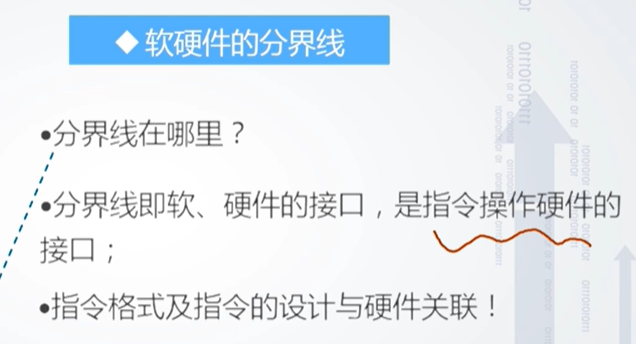 ◆ 软硬件的分界线
•分界线在哪里？
•分界线即软、硬件的接口，是指令操作硬件的
接口；
•指令格式及指令的设计与硬件关联！